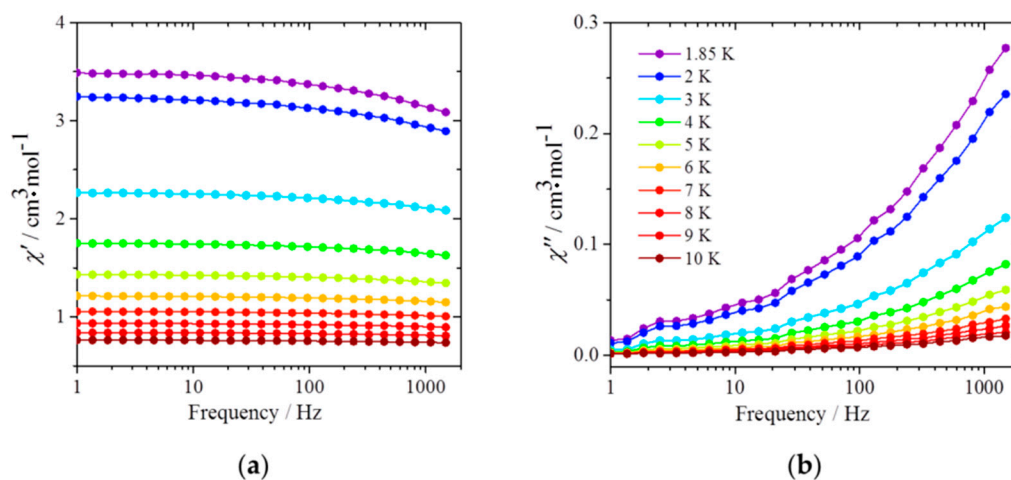 4
3
2
1
χ′ / cm³•mol⁻¹
1 10 100 1000
Frequency / Hz
(a)
0.3
0.2
0.1
0.0
χ″ / cm³•mol⁻¹
1.85 K
2 K
3 K
4 K
5 K
6 K
7 K
8 K
9 K
10 K
1 10 100 1000
Frequency / Hz
(b)